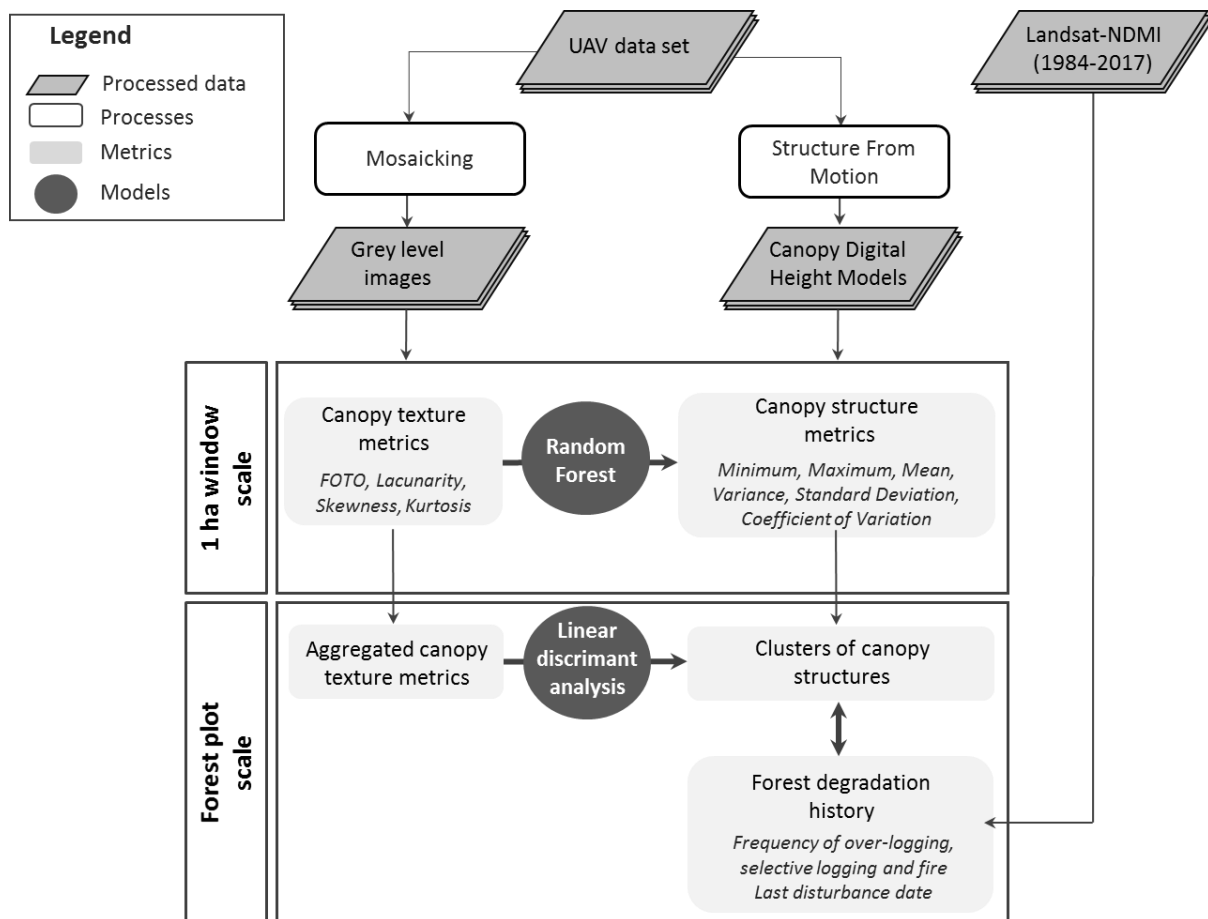 Legend
Processed data
Processes
Metrics
Models
UAV data set
Landsat-NDMI
(1984-2017)
Mosaicking
Structure From
Motion
Grey level
images
Canopy Digital
Height Models
1 ha window
scale
Canopy texture
metrics
FOTO, Lacunarity,
Skewness, Kurtosis
Random
Forest
Canopy structure
metrics
Minimum, Maximum, Mean,
Variance, Standard Deviation,
Coefficient of Variation
Forest plot
scale
Aggregated canopy
texture metrics
Linear
discrimant
analysis
Clusters of canopy
structures
Forest degradation
history
Frequency of over-logging,
selective logging and fire
Last disturbance date